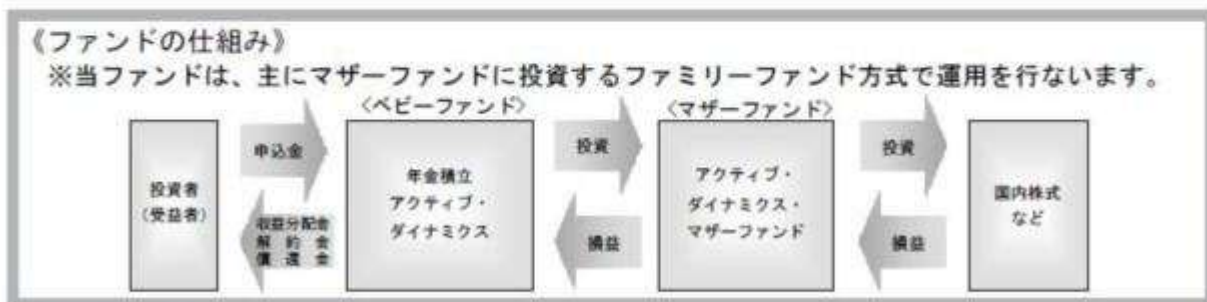 《ファンドの仕組み》
※当ファンドは、主にマザーファンドに投資するファミリーファンド方式で運用を行ないます。
〈ベビーファンド〉
〈マザーファンド〉
投資者
（受益者）
申込金
収益分配金
解約金
償還金
年金積立
アクティブ・
ダイナミクス
投資
損益
アクティブ・
ダイナミクス・
マザーファンド
投資
損益
国内株式
など